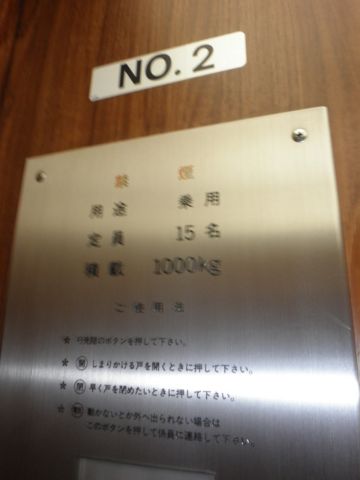 NO. 2
禁煙
用途 乗用
定員 15名
積載 1000kg
ご使用法
★ 行先階のボタンを押して下さい。
★ 開 しまりかける戸を開くときに押して下さい。
★ 閉 早く戸を閉めたいときに押して下さい。
★ 動かないとか外へ出られない場合は
このボタンを押して係員に連絡して下さい。